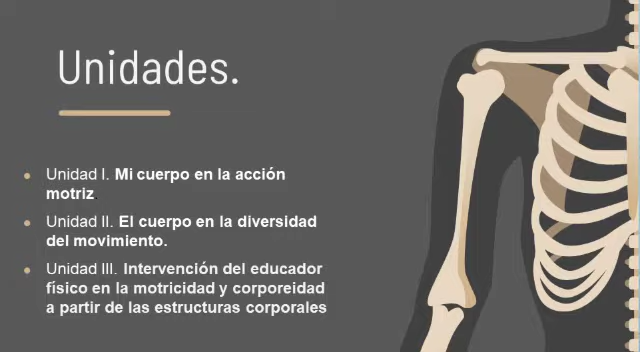 Unidades.
Unidad I. Mi cuerpo en la acción
motriz.
Unidad II. El cuerpo en la diversidad
del movimiento.
Unidad III. Intervención del educador
físico en la motricidad y corporeidad
a partir de las estructuras corporales